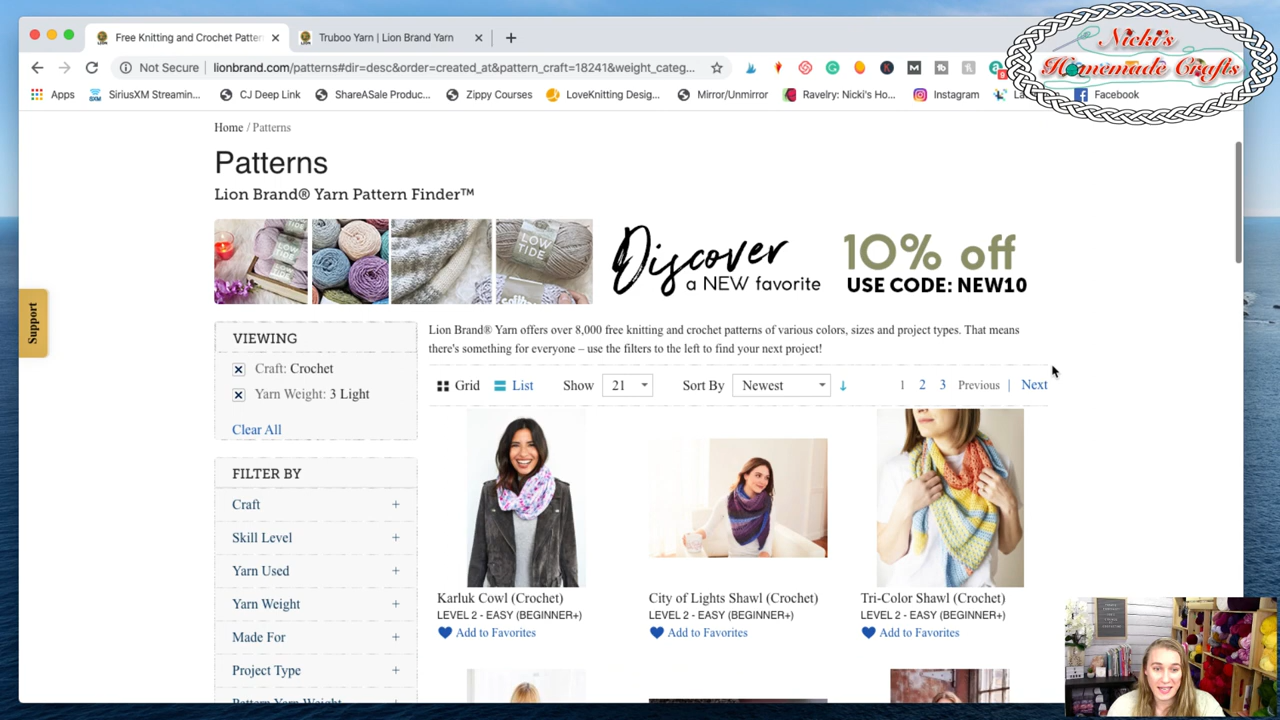 Free Knitting and Crochet Patter
Truboo Yarn | Lion Brand Yarn
Nicki's
Homemade Crafts
Not Secure
lionbrand.com/patterns#dir=desc&order=created_at&pattern_craft=18241&weight_categ...
Apps
SiriusXM Streamin...
CJ Deep Link
ShareASale Produc...
Zippy Courses
LoveKnitting Desig...
Mirror/Unmirror
Ravelry: Nicki's Ho...
Instagram
Facebook
Home / Patterns
Patterns
Lion Brand® Yarn Pattern Finder™
LOW TIDE
Discover
a NEW favorite
10% off
USE CODE: NEW10
Support
VIEWING
Craft: Crochet
Yarn Weight: 3 Light
Clear All
Lion Brand® Yarn offers over 8,000 free knitting and crochet patterns of various colors, sizes and project types. That means
there's something for everyone – use the filters to the left to find your next project!
Grid List Show 21 Sort By Newest 1 2 3 Previous | Next
FILTER BY
Craft +
Skill Level +
Yarn Used +
Yarn Weight +
Made For +
Project Type +
Pattern Yarn Weight
Karluk Cowl (Crochet)
LEVEL 2 - EASY (BEGINNER+)
Add to Favorites
City of Lights Shawl (Crochet)
LEVEL 2 - EASY (BEGINNER+)
Add to Favorites
Tri-Color Shawl (Crochet)
LEVEL 2 - EASY (BEGINNER+)
Add to Favorites